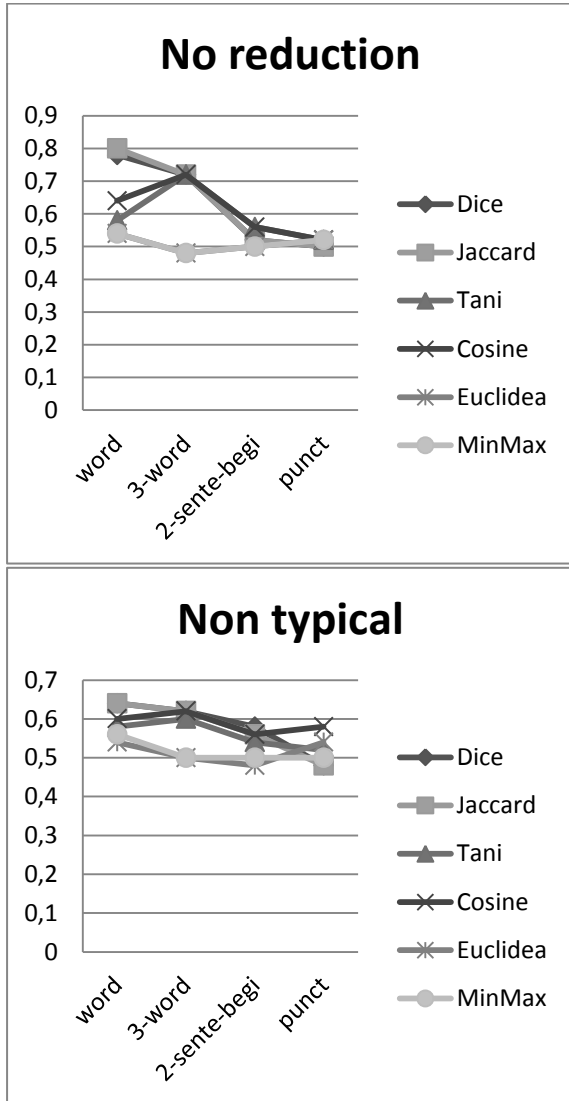 No reduction
0,9
0,8
0,7
0,6
0,5
0,4
0,3
0,2
0,1
0
word
3-word
2-sente-begi
punct
Dice
Jaccard
Tani
Cosine
Euclidea
MinMax
Non typical
0,7
0,6
0,5
0,4
0,3
0,2
0,1
0
word
3-word
2-sente-begi
punct
Dice
Jaccard
Tani
Cosine
Euclidea
MinMax